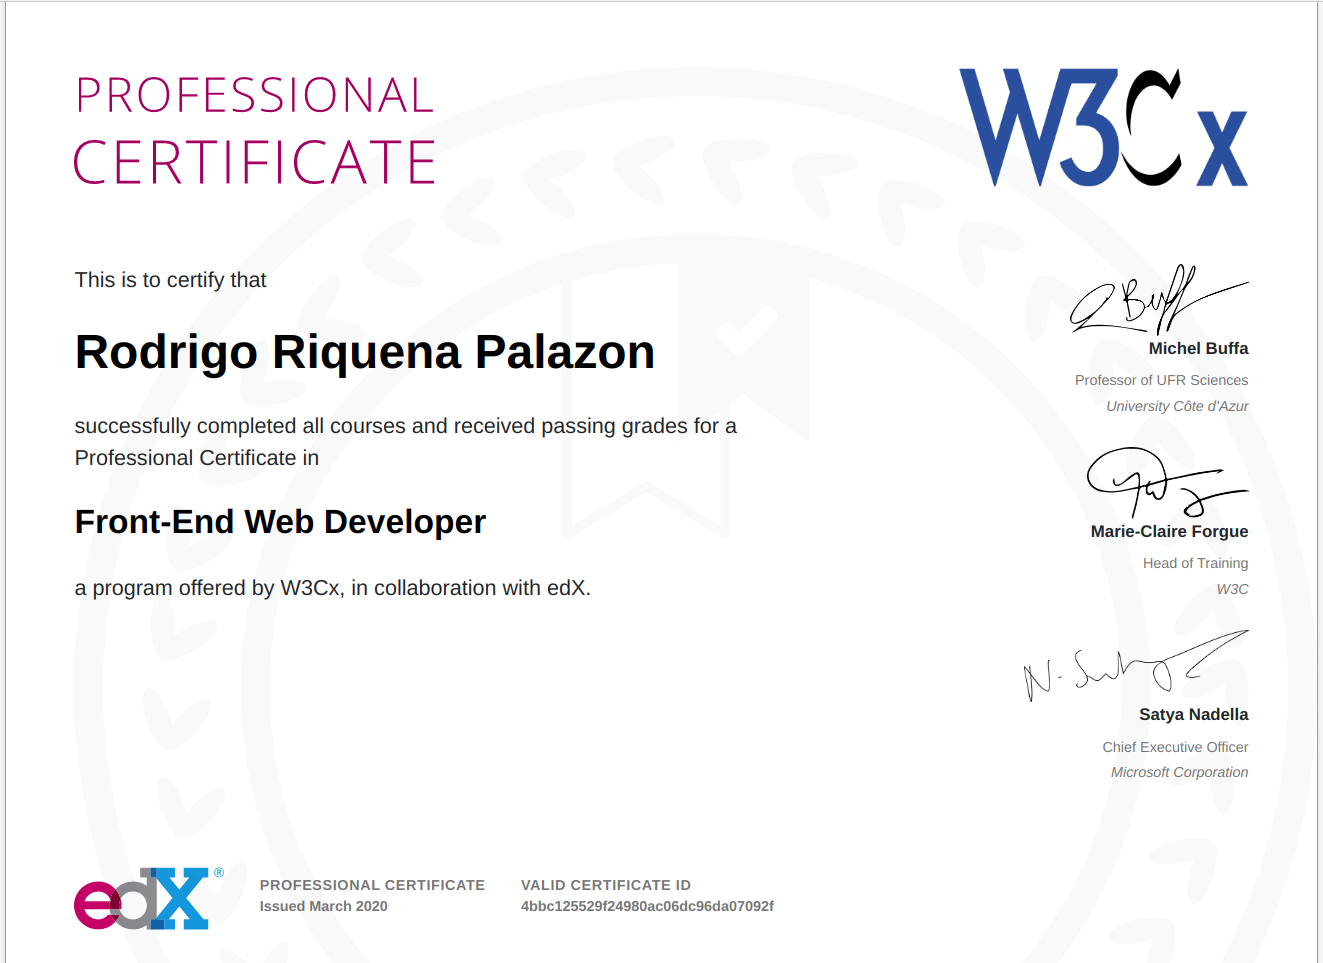 PROFESSIONAL
CERTIFICATE
W3Cx
This is to certify that
Rodrigo Riquena Palazon
successfully completed all courses and received passing grades for a
Professional Certificate in
Front-End Web Developer
a program offered by W3Cx, in collaboration with edX.
Michel Buffa
Professor of UFR Sciences
University Côte d'Azur
Marie-Claire Forgue
Head of Training
W3C
Satya Nadella
Chief Executive Officer
Microsoft Corporation
edX®
PROFESSIONAL CERTIFICATE
Issued March 2020
VALID CERTIFICATE ID
4bbc125529f24980ac06dc96da07092f